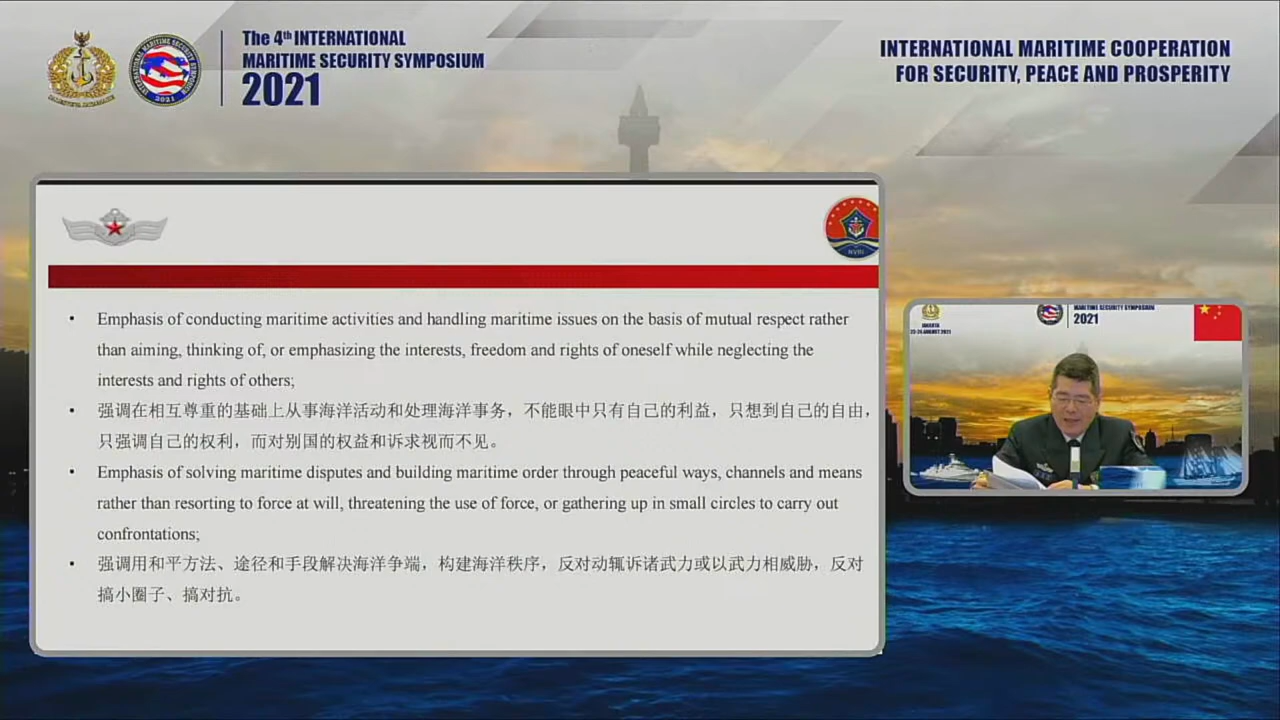 The 4th INTERNATIONAL
MARITIME SECURITY SYMPOSIUM
2021
INTERNATIONAL MARITIME COOPERATION
FOR SECURITY, PEACE AND PROSPERITY
• Emphasis of conducting maritime activities and handling maritime issues on the basis of mutual respect rather
than aiming, thinking of, or emphasizing the interests, freedom and rights of oneself while neglecting the
interests and rights of others;
• 强调在相互尊重的基础上从事海洋活动和处理海洋事务，不能眼中只有自己的利益，只想到自己的自由，
只强调自己的权利，而对别国的权益和诉求视而不见。
• Emphasis of solving maritime disputes and building maritime order through peaceful ways, channels and means
rather than resorting to force at will, threatening the use of force, or gathering up in small circles to carry out
confrontations;
• 强调用和平方法、途径和手段解决海洋争端，构建海洋秩序，反对动辄诉诸武力或以武力相威胁，反对
搞小圈子、搞对抗。
MARITIME SECURITY SYMPOSIUM
2021
JAKARTA